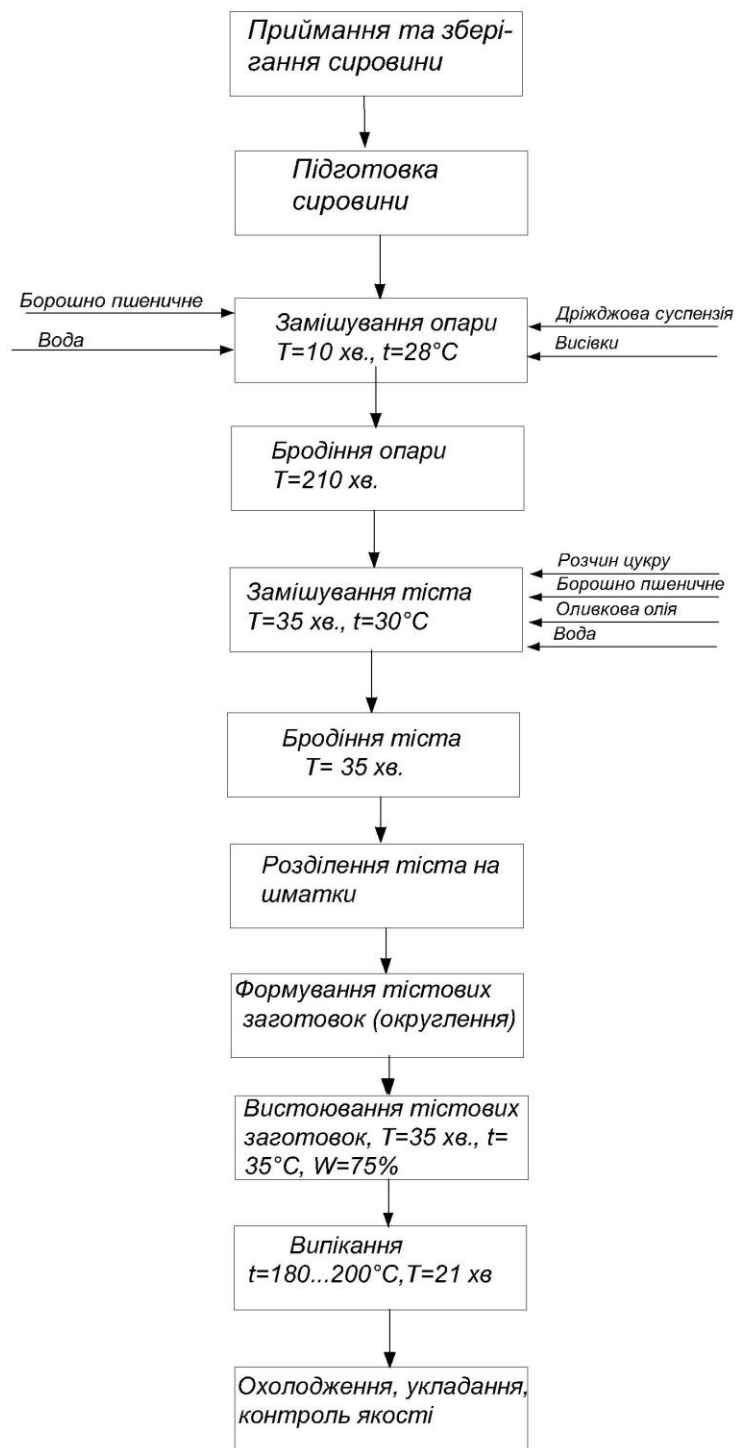 Приймання та збері-
гання сировини
Підготовка
сировини
Борошно пшеничне
Вода
Замішування опари
Т=10 хв., t=28°С
Дріжджова суспензія
Висівки
Бродіння опари
Т=210 хв.
Замішування тіста
Т=35 хв., t=30°С
Розчин цукру
Борошно пшеничне
Оливкова олія
Вода
Бродіння тіста
Т= 35 хв.
Розділення тіста на
шматки
Формування тістових
заготовок (округлення)
Вистоювання тістових
заготовок, Т=35 хв., t=
35°С, W=75%
Випікання
t=180...200°С,Т=21 хв
Охолодження, укладання,
контроль якості